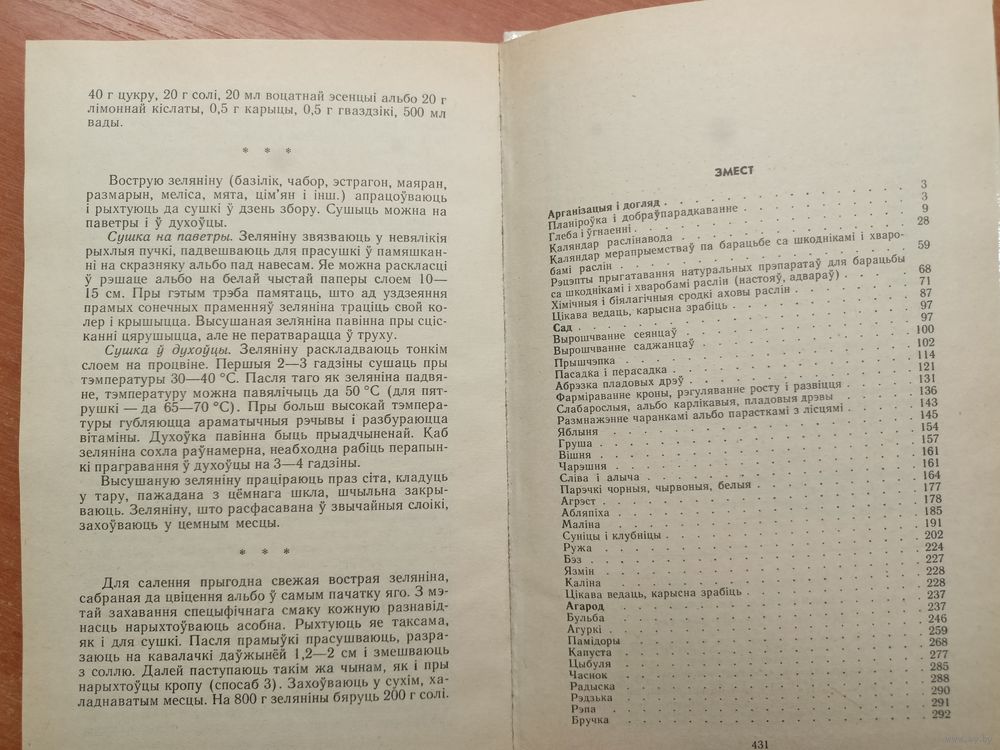 40 г цукру, 20 г солі, 20 мл воцатнай эсенцыі альбо 20 г
лімоннай кіслаты, 0,5 г карыцы, 0,5 г гваздзікі, 500 мл
вады.
* * *
Вострую зеляніну (базілік, чабор, эстрагон, маяран,
размарын, меліса, мята, цім'ян і інш.) апрацоўваюць
і рыхтуюць да сушкі ў дзень збору. Сушыць можна на
паветры і ў духоўцы.
Сушка на паветры. Зеляніну звязваюць у невялікія
рыхлыя пучкі, падвешваюць для прасушкі ў памяшкан-
ні на скразняку альбо пад навесам. Яе можна раскласці
ў рэшаце альбо на белай чыстай паперы слоем 10—
15 см. Пры гэтым трэба памятаць, што ад уздзеяння
прамых сонечных праменняў зеляніна траціць свой ко-
лер і крышыцца. Высушаная зеляніна павінна пры сціс-
канні цярушыцца, але не ператварацца ў труху.
Сушка ў духоўцы. Зеляніну раскладваюць тонкім
слоем на процвіне. Першыя 2—3 гадзіны сушаць пры
тэмпературы 30—40 °C. Пасля таго як зеляніна падвя-
не, тэмпературу можна павялічыць да 50 °C (для пят-
рушкі — да 65—70 °C). Пры больш высокай тэмпера-
туры губляюцца араматычныя рэчывы і разбураюцца
вітаміны. Духоўка павінна быць прыадчыненай. Каб
зеляніна сохла раўнамерна, неабходна рабіць перапын-
кі прагравання ў духоўцы на 3—4 гадзіны.
Высушаную зеляніну праціраюць праз сіта, кладуць
у тару, пажадана з цёмнага шкла, шчыльна закры-
ваюць. Зеляніну, што расфасавана ў звычайныя слоікі,
захоўваюць у цемным месцы.
* * *
Для салення прыгодна свежая вострая зеляніна,
сабраная да цвіцення альбо ў самым пачатку яго. З мэ-
тай захавання спецыфічнага смаку кожную разнавід-
насць нарыхтоўваюць асобна. Рыхтуюць яе таксама,
як і для сушкі. Пасля прамыўкі прасушваюць, разра-
заюць на кавалачкі даўжынёй 1,2—2 см і змешваюць
з соллю. Далей паступаюць такім жа чынам, як і пры
нарыхтоўцы кропу (спосаб 3). Захоўваюць у сухім, ха-
ладнаватым месцы. На 800 г зеляніны бяруць 200 г солі.
ЗМЕСТ
Арганізацыя і догляд . . . 3
Планіроўка і добраўпарадкаванне . . . 3
Глеба і ўгнаенні . . . 9
Каляндар раслінавода . . . 28
Каляндар мерапрыемстваў па барацьбе са шкоднікамі і хваро-
бамі раслін . . . 59
Рэцэпты прыгатавання натуральных прэпаратаў для барацьбы
са шкоднікамі і хваробамі раслін (настояў, адвараў) . . . 68
Хімічныя і біялагічныя сродкі аховы раслін . . . 71
Цікава ведаць, карысна зрабіць . . . 87
Сад . . . 97
Вырошчванне сеянцаў . . . 97
Вырошчванне саджанцаў . . . 100
Прышчэпка . . . 102
Пасадка і перасадка . . . 114
Абрэзка пладовых дрэў . . . 121
Фарміраванне кроны, рэгуляванне росту і развіцця . . . 131
Слабарослыя, альбо карлікавыя, пладовыя дрэвы . . . 136
Размнажэнне чаранкамі альбо парасткамі з лісцямі . . . 143
Яблыня . . . 145
Груша . . . 154
Вішня . . . 157
Чарэшня . . . 161
Сліва і алыча . . . 161
Парэчкі чорныя, чырвоныя, белыя . . . 164
Агрэст . . . 177
Абляпіха . . . 178
Маліна . . . 185
Суніцы і клубніцы . . . 191
Ружа . . . 202
Бэз . . . 224
Язмін . . . 227
Каліна . . . 228
Цікава ведаць, карысна зрабіць . . . 228
Агарод . . . 237
Бульба . . . 237
Агуркі . . . 246
Памідоры . . . 259
Капуста . . . 268
Цыбуля . . . 277
Часнок . . . 285
Радыска . . . 288
Рэдзька . . . 290
Рэпа . . . 291
Бручка . . . 292
431